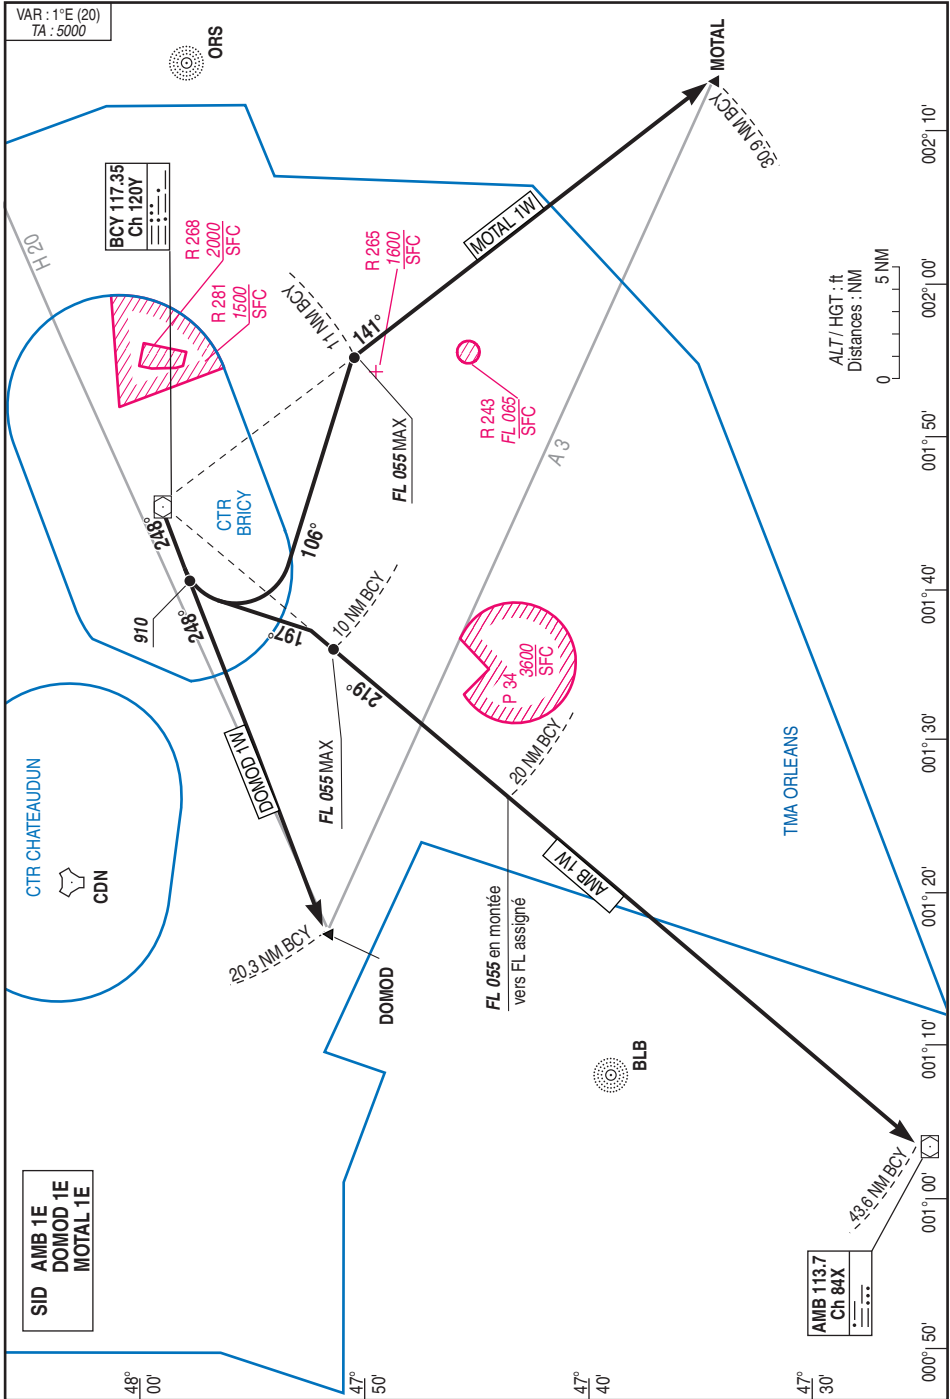 VAR : 1°E (20)
TA : 5000
SID AMB 1E
DOMOD 1E
MOTAL 1E
ORS
H 20
BCY 117.35
Ch 120Y
R 268
2000
SFC
R 281
1500
SFC
CTR CHATEAUDUN
CDN
CTR
BRICY
248°
910
248°
DOMOD 1W
20.3 NM BCY
DOMOD
197°
106°
11 NM BCY
141°
R 265
1600
SFC
FL 055 MAX
10 NM BCY
219°
FL 055 MAX
MOTAL 1W
30.9 NM BCY
MOTAL
R 243
FL 065
SFC
A 3
P 34
3600
SFC
20 NM BCY
FL 055 en montée
vers FL assigné
AMB 1W
BLB
TMA ORLEANS
43.6 NM BCY
AMB 113.7
Ch 84X
ALT / HGT : ft
Distances : NM
0
5 NM
48°
00'
47°
50'
47°
40'
47°
30'
000° 50'
001° 00'
001° 10'
001° 20'
001° 30'
001° 40'
001° 50'
002° 00'
002° 10'